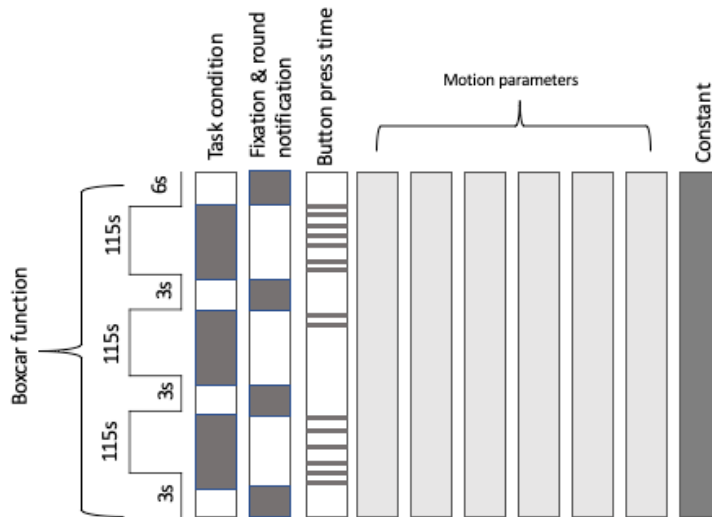 Task condition
Fixation & round
notification
Button press time
Motion parameters
Constant
Boxcar function
6s
115s
3s
115s
3s
115s
3s